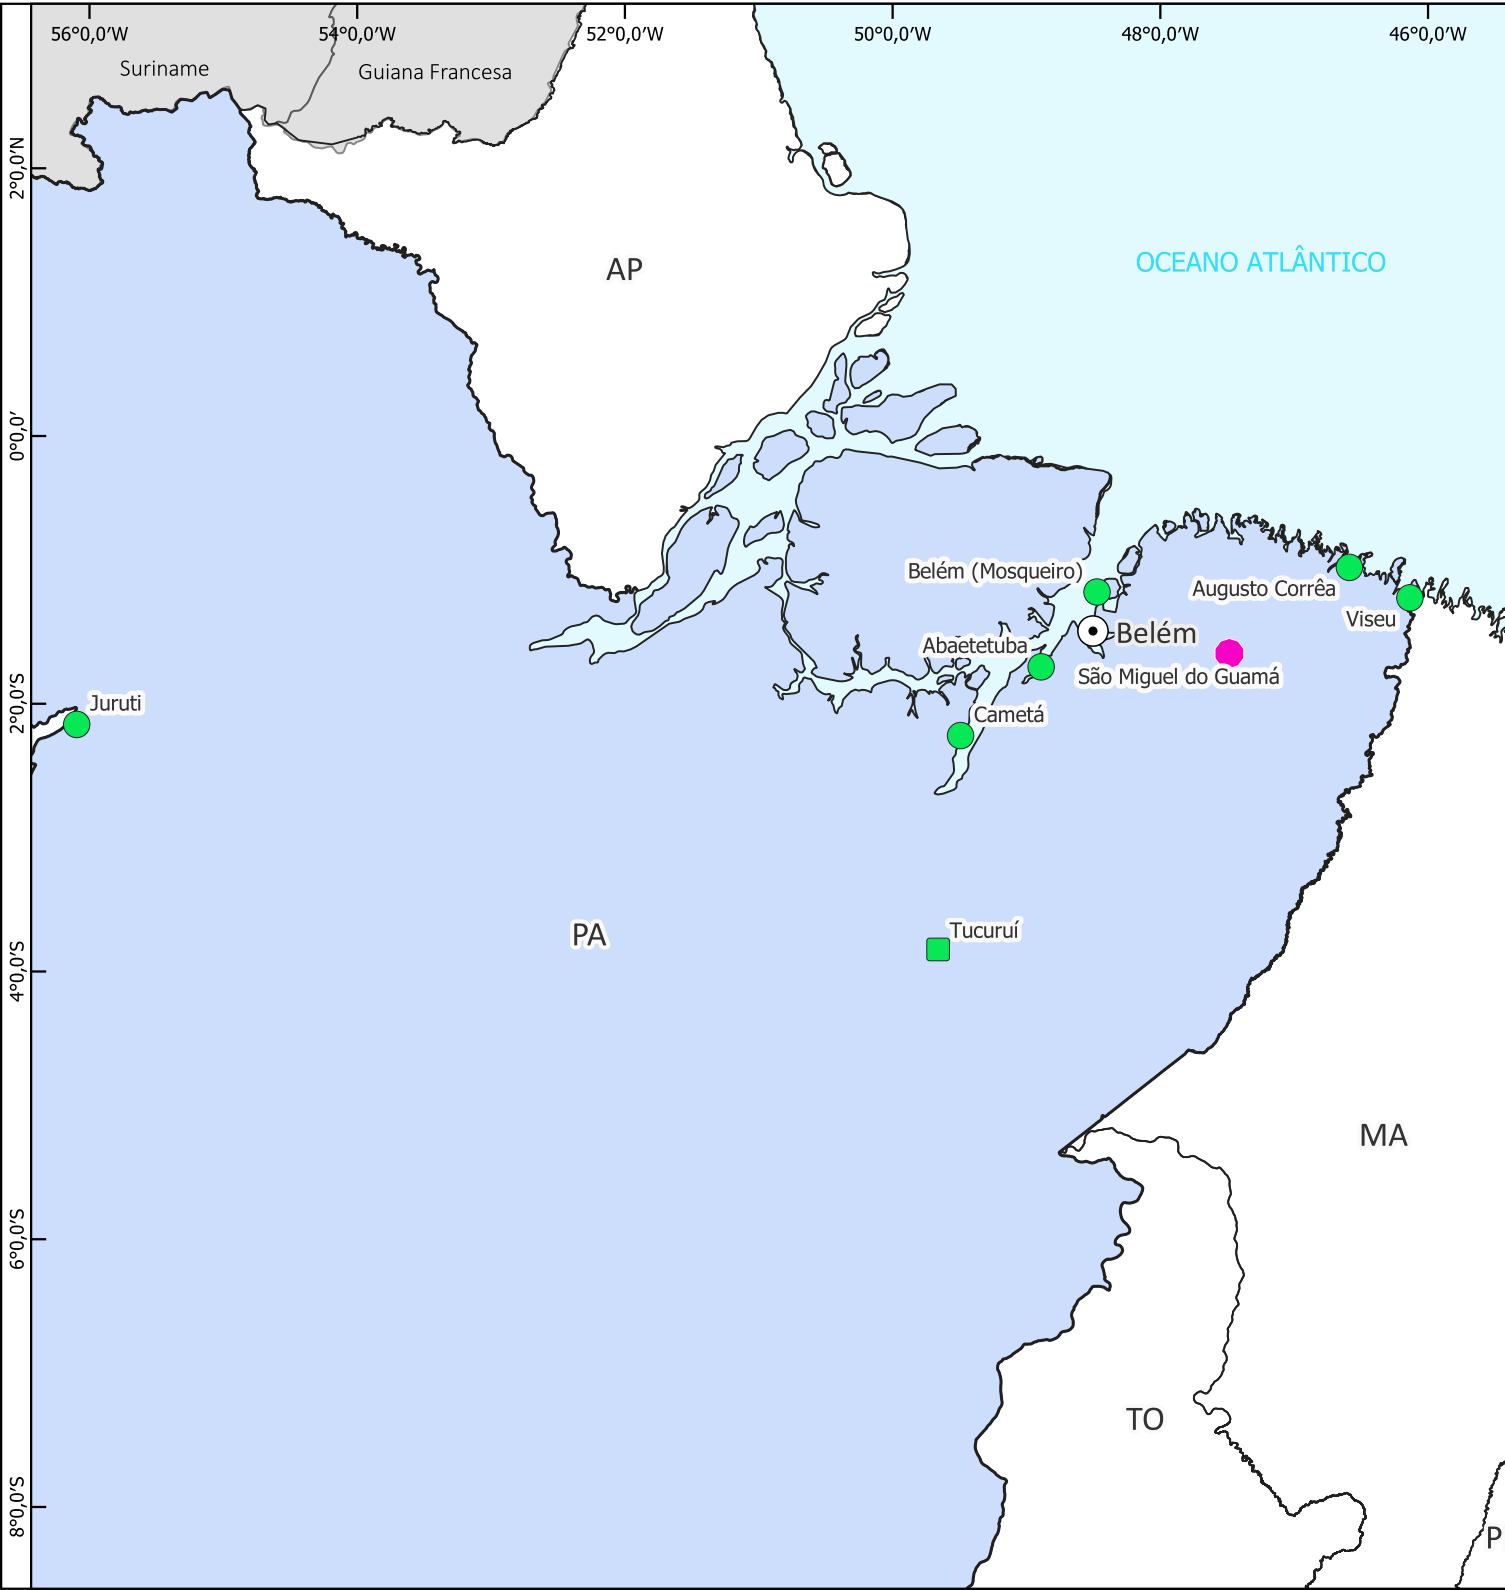 56°0,0'W
54°0,0'W
52°0,0'W
50°0,0'W
48°0,0'W
46°0,0'W
Suriname
Guiana Francesa
2°0,0'N
OCEANO ATLÂNTICO
AP
0°0,0'
Belém (Mosqueiro)
Augusto Corrêa
Viseu
Belém
Abaetetuba
São Miguel do Guamá
2°0,0'S
Juruti
Cametá
Tucuruí
PA
4°0,0'S
MA
6°0,0'S
TO
8°0,0'S
P